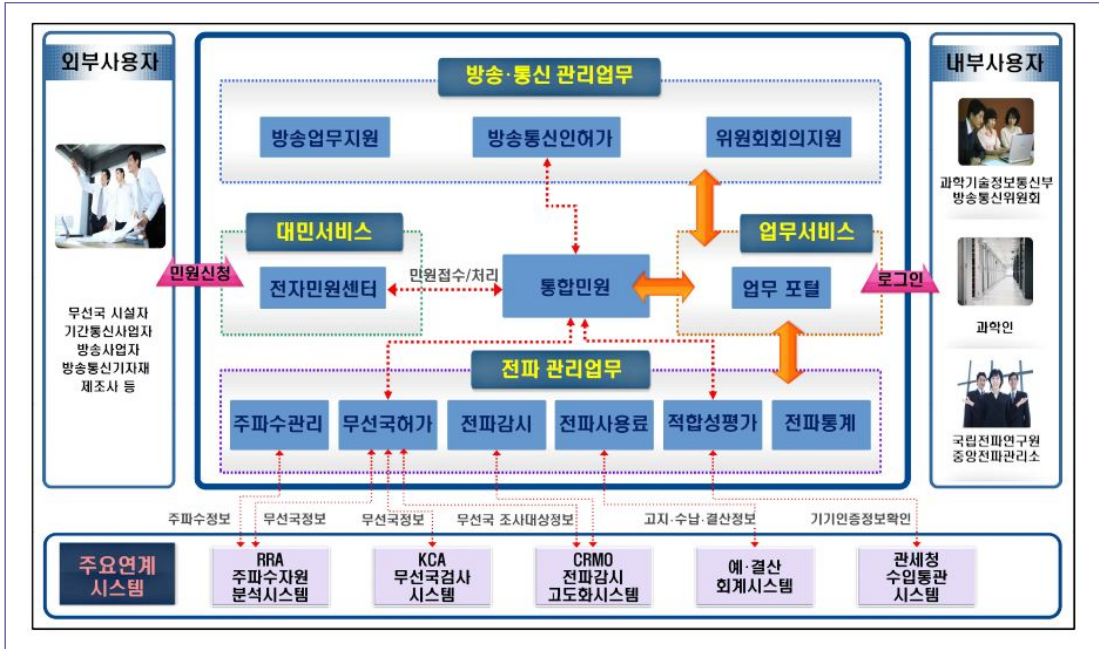 외부사용자
무선국 시설자
기간통신사업자
방송사업자
방송통신기자재
제조사 등
민원신청
방송·통신 관리업무
방송업무지원
방송통신인허가
위원회회의지원
대민서비스
전자민원센터
민원접수/처리
통합민원
업무서비스
업무 포털
로그인
전파 관리업무
주파수관리
무선국허가
전파감시
전파사용료
적합성평가
전파통계
내부사용자
과학기술정보통신부
방송통신위원회
과학인
국립전파연구원
중앙전파관리소
주파수정보
무선국정보
무선국정보
무선국 조사대상정보
고지·수납·결산정보
기기인증정보확인
주요연계
시스템
RRA
주파수자원
분석시스템
KCA
무선국검사
시스템
CRMO
전파감시
고도화시스템
예·결산
회계시스템
관세청
수입통관
시스템